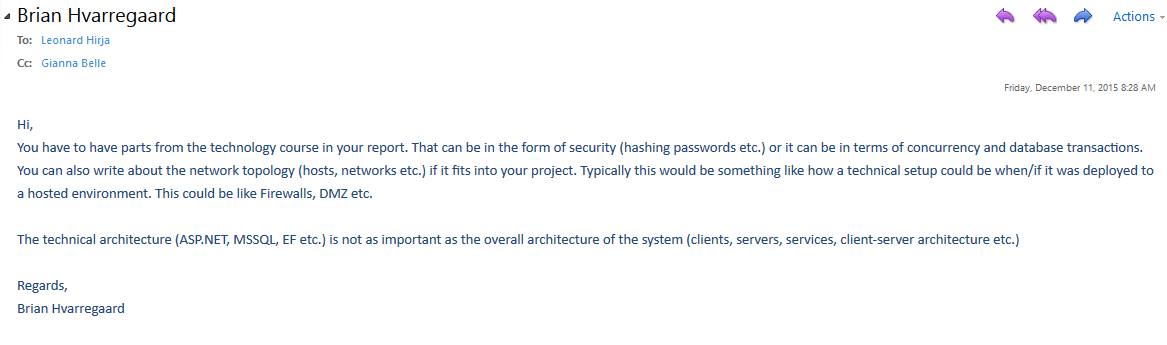 Brian Hvarregaard
Actions
To: Leonard Hirja
Cc: Gianna Belle
Friday, December 11, 2015 8:28 AM
Hi,
You have to have parts from the technology course in your report. That can be in the form of security (hashing passwords etc.) or it can be in terms of concurrency and database transactions.
You can also write about the network topology (hosts, networks etc.) if it fits into your project. Typically this would be something like how a technical setup could be when/if it was deployed to
a hosted environment. This could be like Firewalls, DMZ etc.
The technical architecture (ASP.NET, MSSQL, EF etc.) is not as important as the overall architecture of the system (clients, servers, services, client-server architecture etc.)
Regards,
Brian Hvarregaard